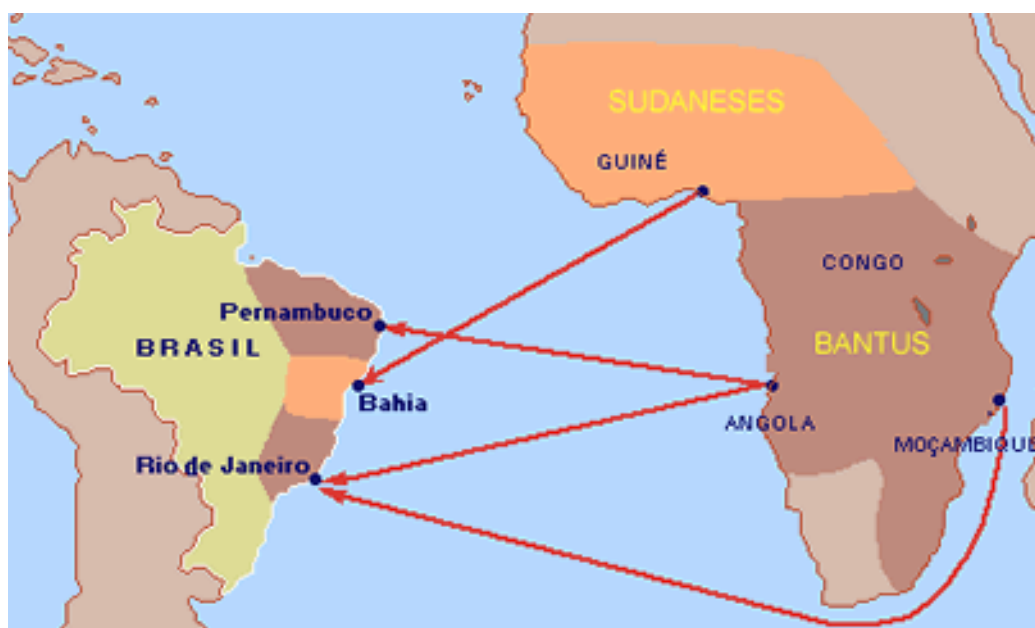 SUDANESES
GUINÉ
CONGO
Pernambuco
BRASIL
BANTUS
Bahia
ANGOLA
MOÇAMBIQUE
Rio de Janeiro